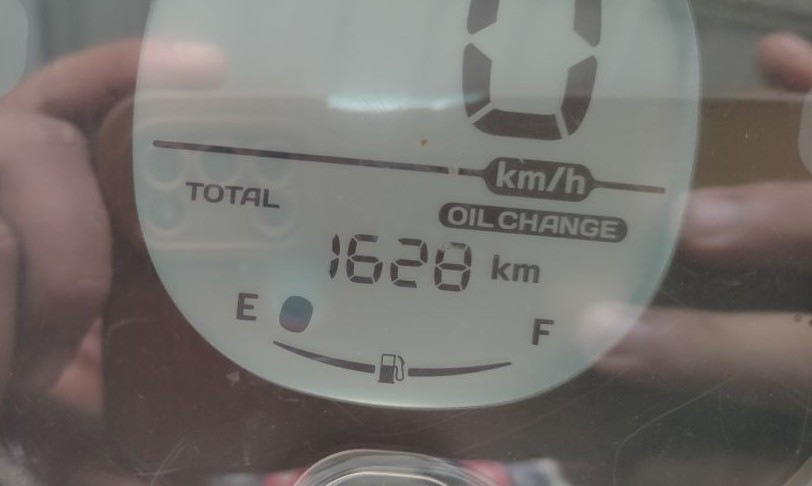 0
km/h
TOTAL
OIL CHANGE
1628 km
E F